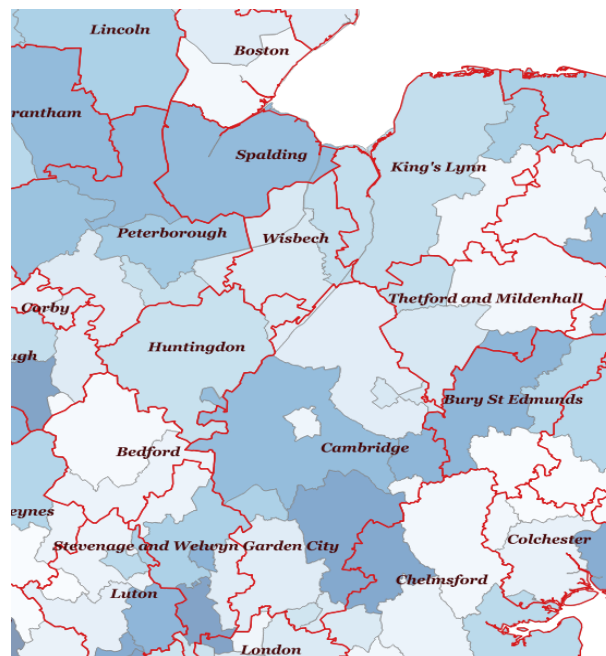 Lincoln
Boston
rantham
Spalding
King's Lynn
Peterborough
Wisbech
Thetford and Mildenhall
Corby
Huntingdon
ugh
Bury St Edmunds
Bedford
Cambridge
eynes
Stevenage and Welwyn Garden City
Colchester
Luton
Chelmsford
London